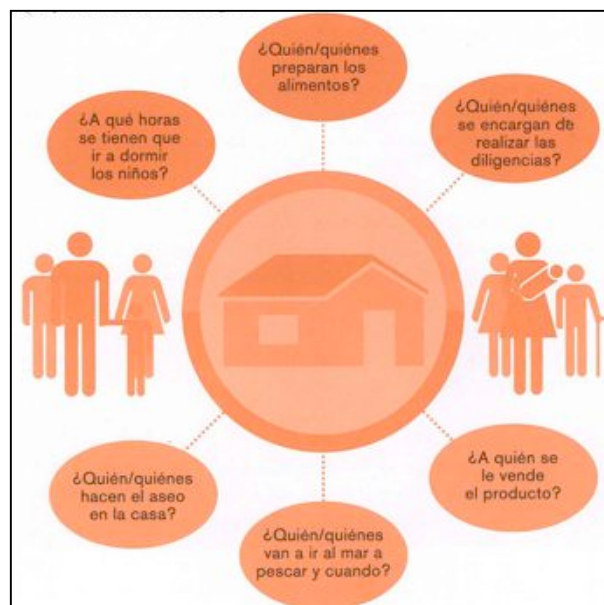 ¿Quién/quiénes
preparan los
alimentos?
¿A qué horas
se tienen que
ir a dormir
los niños?
¿Quién/quiénes
se encargan de
realizar las
diligencias?
¿Quién/quiénes
hacen el aseo
en la casa?
¿A quién se
le vende
el producto?
¿Quién/quiénes
van a ir al mar a
pescar y cuando?